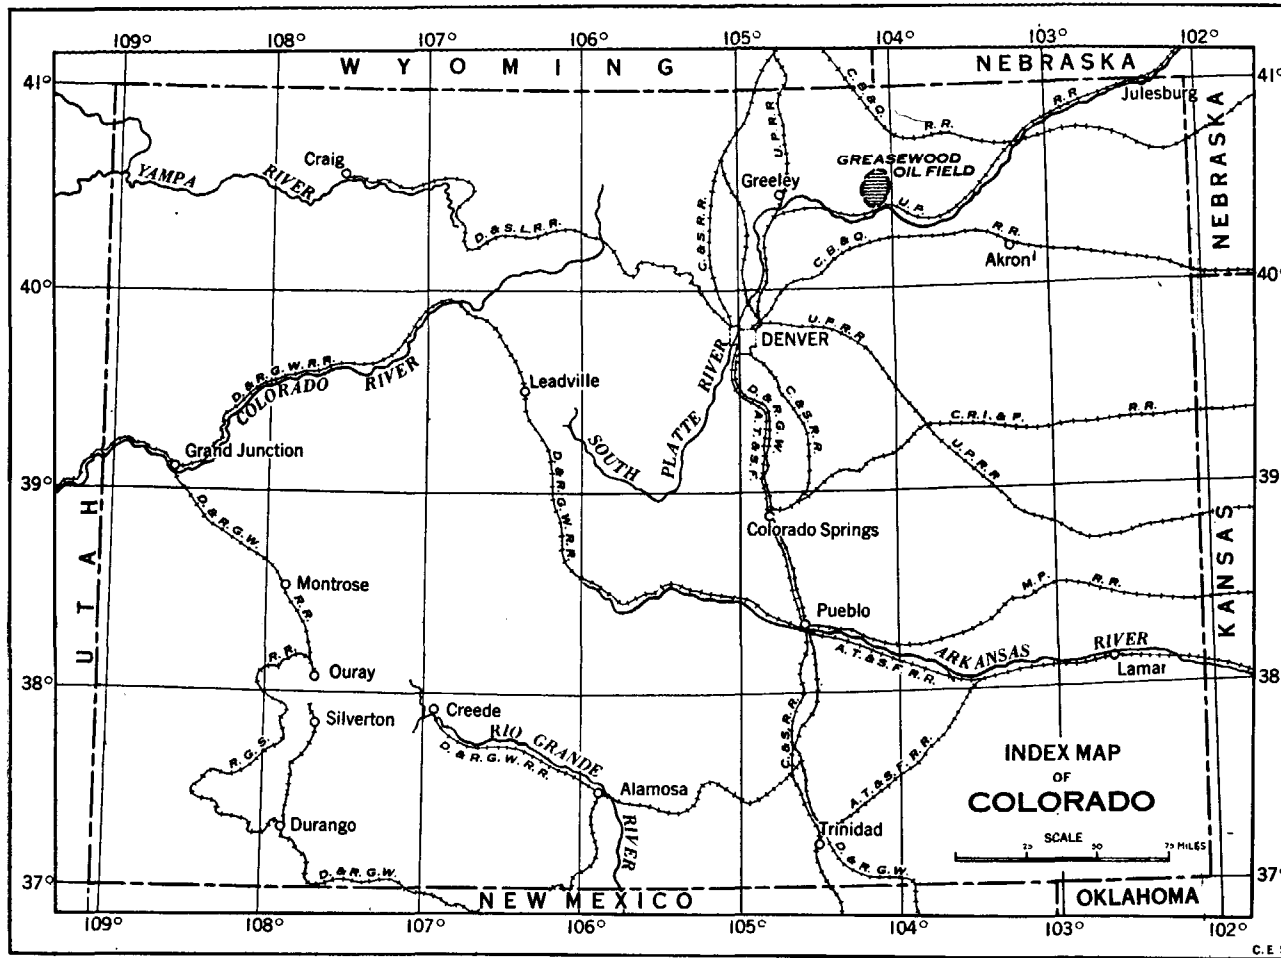 109° 108° 107° 106° 105° 104° 103° 102°
WYOMING
NEBRASKA
41°
41°
Julesburg
R.R.
C.B.&Q.
R.R.
U.P.R.R.
NEBRASKA
Craig
YAMPA RIVER
GREASEWOOD
OIL FIELD
Greeley
U.P.
D.&S.L.R.R.
C.&S.R.R.
C.B.&Q.
R.R.
Akron
40°
40°
U.P.R.R.
DENVER
D.&R.G.W.R.R.
COLORADO RIVER
Leadville
SOUTH PLATTE RIVER
D.&R.G.W.
A.T.&S.F.
C.&S.R.R.
C.R.I.&P.
R.R.
Grand Junction
U.P.R.R.
39°
39°
D.&R.G.W.
R.R.
D.&R.G.W.R.R.
Colorado Springs
UTAH
KANSAS
Montrose
M.P.
R.R.
Pueblo
ARKANSAS RIVER
A.T.&S.F.R.R.
Lamar
R.R.
Ouray
38°
38°
Silverton
Creede
RIO GRANDE
D.&R.G.W.R.R.
C.&S.R.R.
R.G.S.
A.T.&S.F.R.R.
INDEX MAP
OF
COLORADO
Alamosa
RIVER
Durango
Trinidad
SCALE
25 50 75 MILES
D.&R.G.W.
D.&R.G.W.
37°
37°
NEW MEXICO
OKLAHOMA
109° 108° 107° 106° 105° 104° 103° 102°